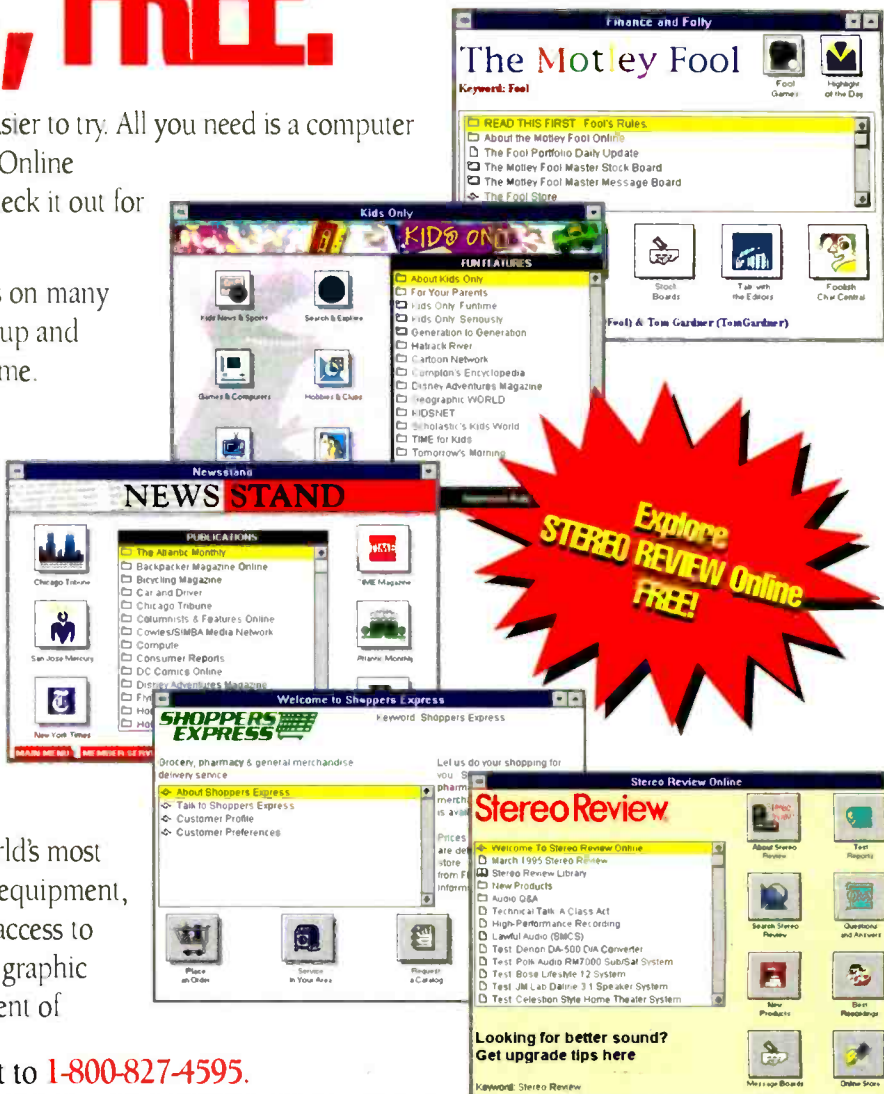 , FREE.
asier to try. All you need is a computer
Online
eck it out for
s on many
up and
me.
Finance and Folly
The Motley Fool
Keyword: Fool
Fool
Games
Highlight
of the Day
READ THIS FIRST Fool's Rules
About the Motley Fool Online
The Fool Portfolio Daily Update
The Motley Fool Master Stock Board
The Motley Fool Master Message Board
The Fool Store
Stock
Boards
Talk with
the Editors
Foolish
Chat Central
Fool) & Tom Gardner (TomGardner)
Kids Only
KIDS ON
Kids News & Sports
Search & Explore
Games & Computers
Hobbies & Clubs
FUN FEATURES
About Kids Only
For Your Parents
Kids Only Funtime
Kids Only Seriously
Generation to Generation
Hatrack River
Cartoon Network
Compton's Encyclopedia
Disney Adventures Magazine
Geographic WORLD
KIDSNET
Scholastic's Kids World
TIME for Kids
Tomorrow's Morning
Newsstand
NEWS STAND
Chicago Tribune
San Jose Mercury
New York Times
PUBLICATIONS
The Atlantic Monthly
Backpacker Magazine Online
Bicycling Magazine
Car and Driver
Chicago Tribune
Columnists & Features Online
Cowles/SIMBA Media Network
Compute
Consumer Reports
DC Comics Online
Disney Adventures Magazine
Fly
Ho
Ho
TIME
TIME Magazine
Atlantic Monthly
MAIN MENU
MEMBER SERV
Explore
STEREO REVIEW Online
FREE!
Welcome to Shoppers Express
SHOPPERS
EXPRESS
Keyword: Shoppers Express
Grocery, pharmacy & general merchandise
delivery service
About Shoppers Express
Talk to Shoppers Express
Customer Profile
Customer Preferences
Let us do your shopping for
you S
pharm
merch
is avail
Prices
are det
store
from Fl
inform
Place
an Order
Service
In Your Area
Request
a Catalog
Stereo Review Online
Stereo Review
Welcome To Stereo Review Online
March 1995 Stereo Review
Stereo Review Library
New Products
Audio Q&A
Technical Talk: A Class Act
High-Performance Recording
Lawful Audio (SMCS)
Test Denon DA-500 D/A Converter
Test Polk Audio RM7000 Sub/Sat System
Test Bose Lifestyle 12 System
Test JM Lab Daline 3.1 Speaker System
Test Celestion Style Home Theater System
About Stereo
Review
Test
Reports
Search Stereo
Review
Questions
and Answers
New
Products
Best
Recordings
Message Boards
Online Store
Looking for better sound?
Get upgrade tips here
Keyword: Stereo Review
rld's most
equipment,
access to
graphic
ent of
t to 1-800-827-4595.